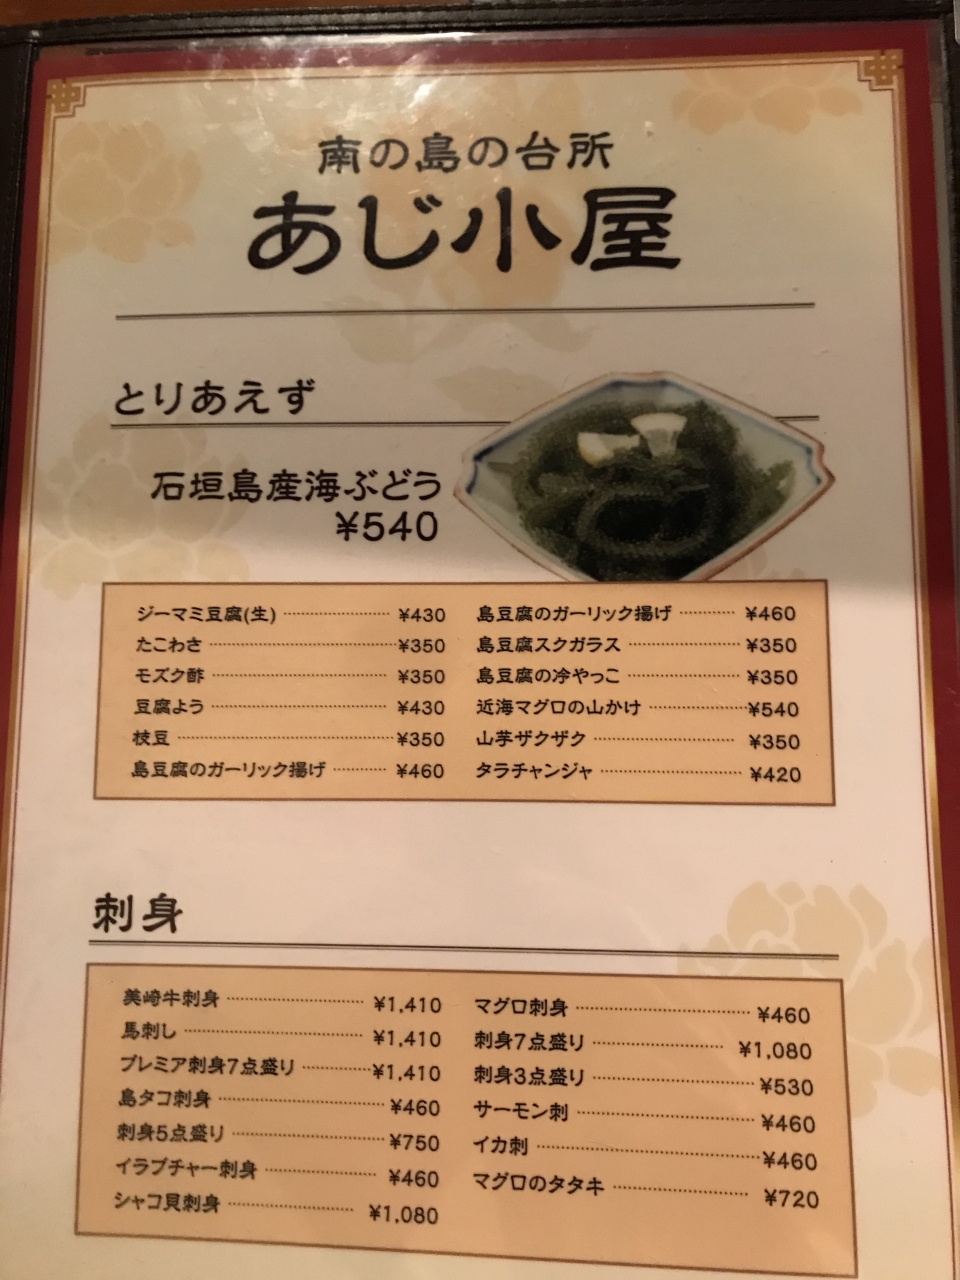 南の島の台所
あじ小屋
とりあえず
石垣島産海ぶどう
¥540
ジーマミ豆腐(生) ¥430
たこわさ ¥350
モズク酢 ¥350
豆腐よう ¥430
枝豆 ¥350
島豆腐のガーリック揚げ ¥460
島豆腐のガーリック揚げ ¥460
島豆腐スクガラス ¥350
島豆腐の冷やっこ ¥350
近海マグロの山かけ ¥540
山芋ザクザク ¥350
タラチャンジャ ¥420
刺身
美崎牛刺身 ¥1,410
馬刺し ¥1,410
プレミア刺身7点盛り ¥1,410
島タコ刺身 ¥460
刺身5点盛り ¥750
イラブチャー刺身 ¥460
シャコ貝刺身 ¥1,080
マグロ刺身 ¥460
刺身7点盛り ¥1,080
刺身3点盛り ¥530
サーモン刺 ¥460
イカ刺 ¥460
マグロのタタキ ¥720